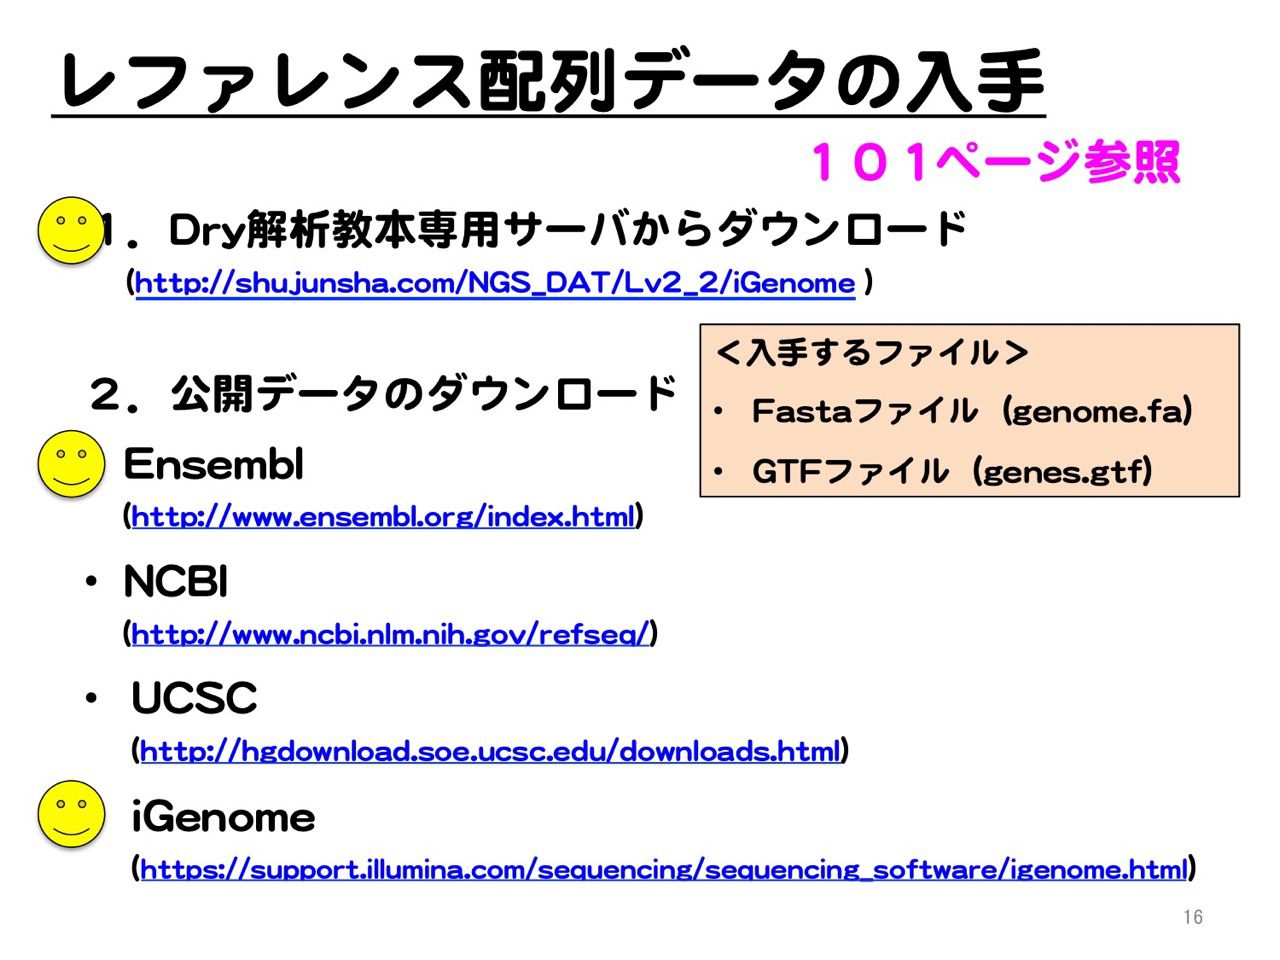 レファレンス配列データの入手
１０１ページ参照
1．Dry解析教本専用サーバからダウンロード
(http://shujunsha.com/NGS_DAT/Lv2_2/iGenome )
２．公開データのダウンロード
＜入手するファイル＞
• Fastaファイル（genome.fa)
• GTFファイル（genes.gtf)
Ensembl
(http://www.ensembl.org/index.html)
• NCBI
(http://www.ncbi.nlm.nih.gov/refseq/)
• UCSC
(http://hgdownload.soe.ucsc.edu/downloads.html)
iGenome
(https://support.illumina.com/sequencing/sequencing_software/igenome.html)
16